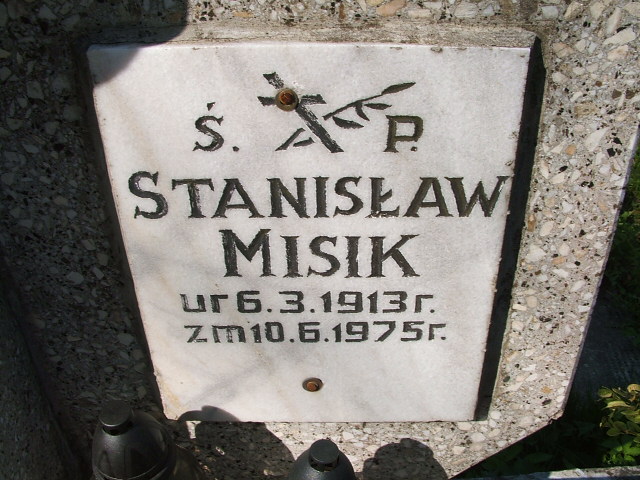 Ś. P.
STANISŁAW
MISIK
ur 6.3.1913 r.
zm 10.6.1975 r.